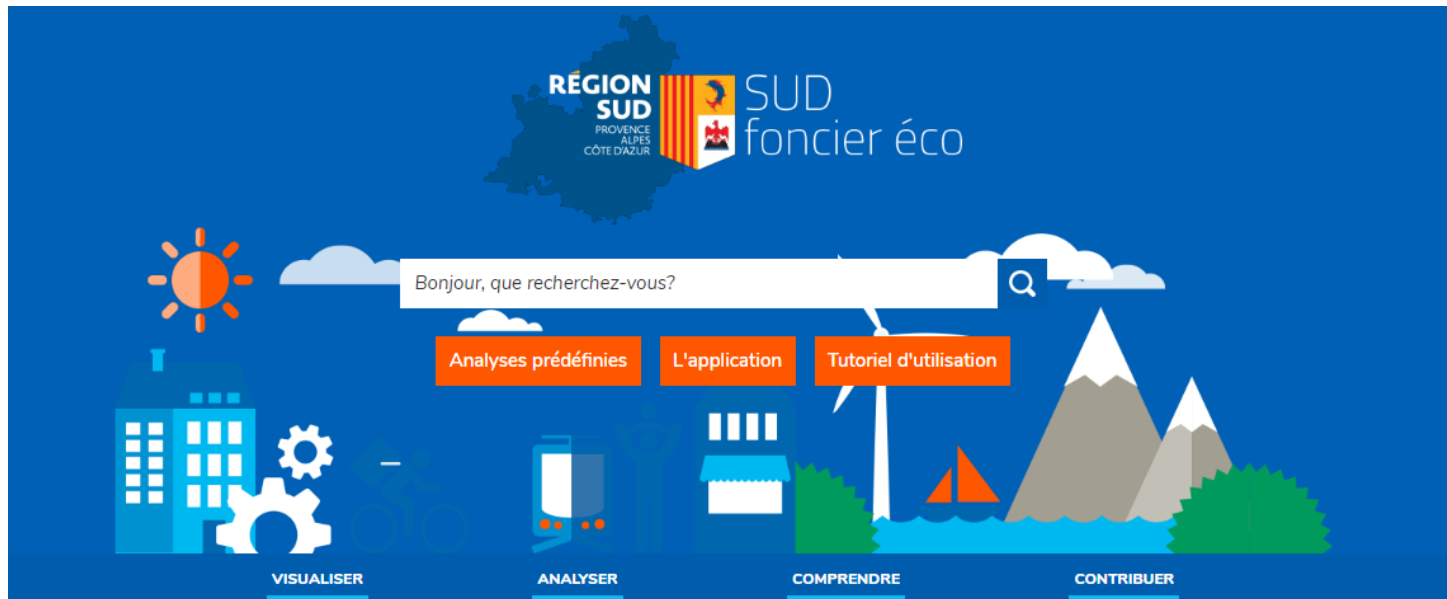 RÉGION
SUD
PROVENCE
ALPES
CÔTE D'AZUR
SUD
foncier éco
Bonjour, que recherchez-vous?
Analyses prédéfinies
L'application
Tutoriel d'utilisation
VISUALISER
ANALYSER
COMPRENDRE
CONTRIBUER